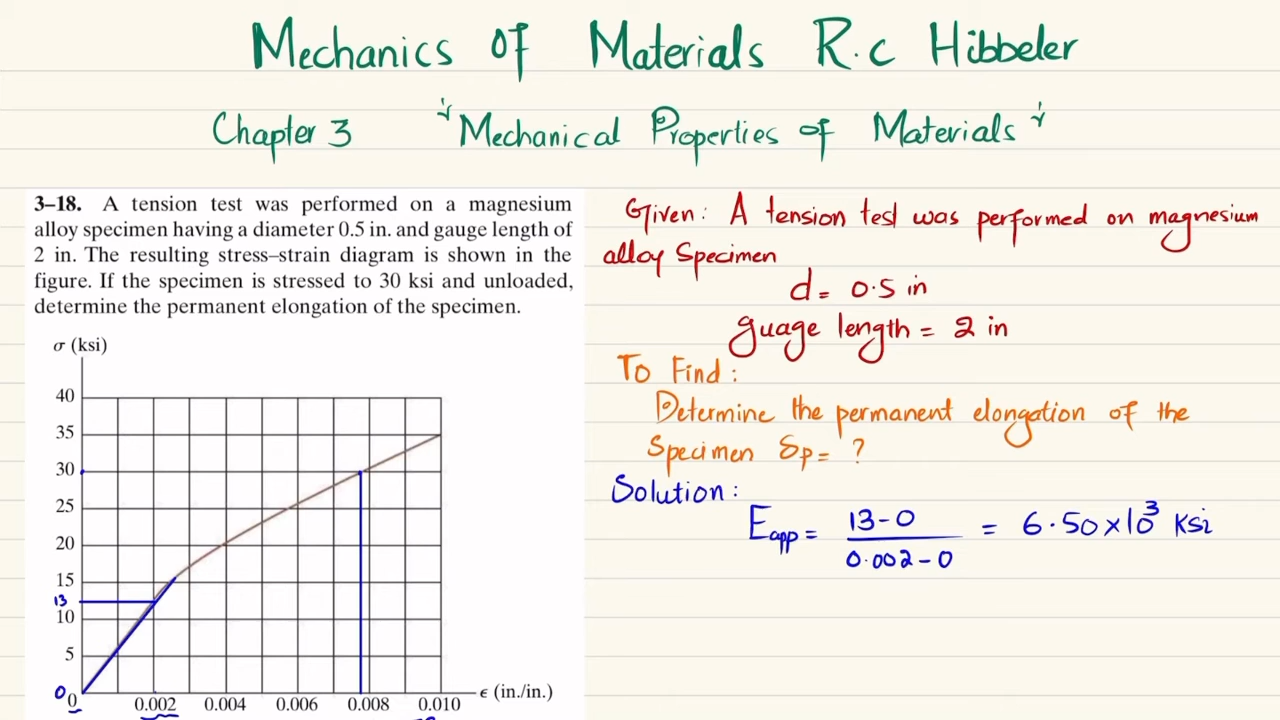 Mechanics of Materials R.c Hibbeler
Chapter 3 "Mechanical Properties of Materials"
3–18. A tension test was performed on a magnesium
alloy specimen having a diameter 0.5 in. and gauge length of
2 in. The resulting stress–strain diagram is shown in the
figure. If the specimen is stressed to 30 ksi and unloaded,
determine the permanent elongation of the specimen.
σ (ksi)
40
35
30
25
20
15
13
10
5
0 0
0.002 0.004 0.006 0.008 0.010 ϵ (in./in.)
Given: A tension test was performed on magnesium
alloy Specimen
d = 0.5 in
guage length = 2 in
To Find:
Determine the permanent elongation of the
Specimen δp = ?
Solution:
Eapp = 13-0 / 0.002-0 = 6.50×10³ Ksi